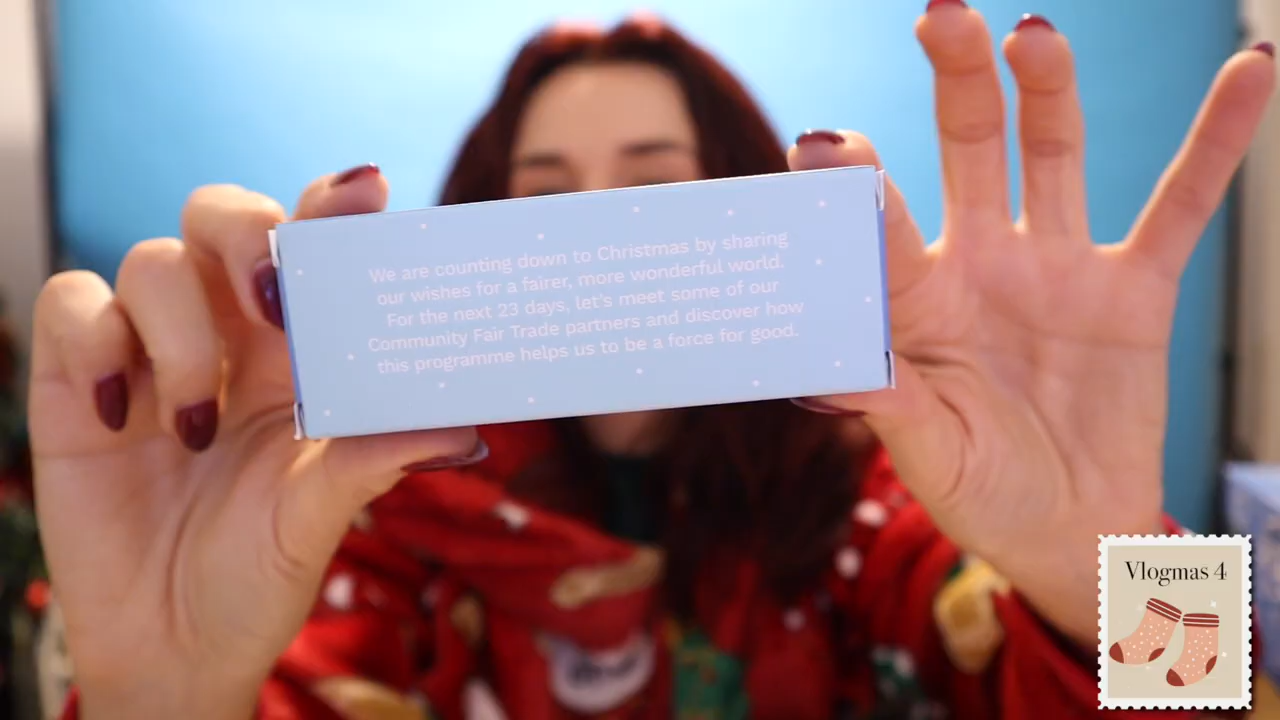 We are counting down to Christmas by sharing
our wishes for a fairer, more wonderful world.
For the next 23 days, let's meet some of our
Community Fair Trade partners and discover how
this programme helps us to be a force for good.
Vlogmas 4